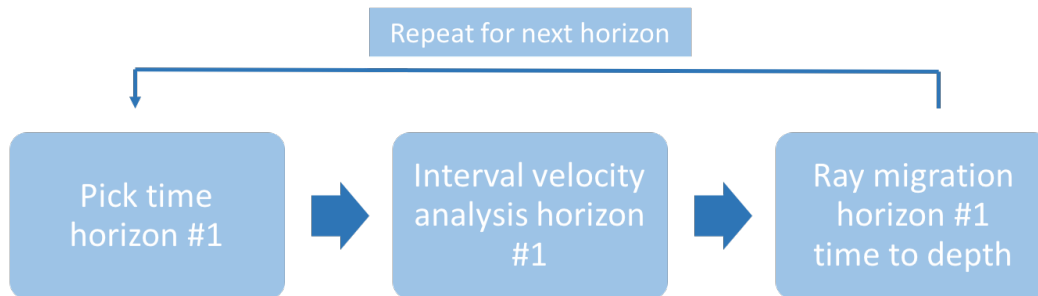 Repeat for next horizon
Pick time
horizon #1
Interval velocity
analysis horizon
#1
Ray migration
horizon #1
time to depth